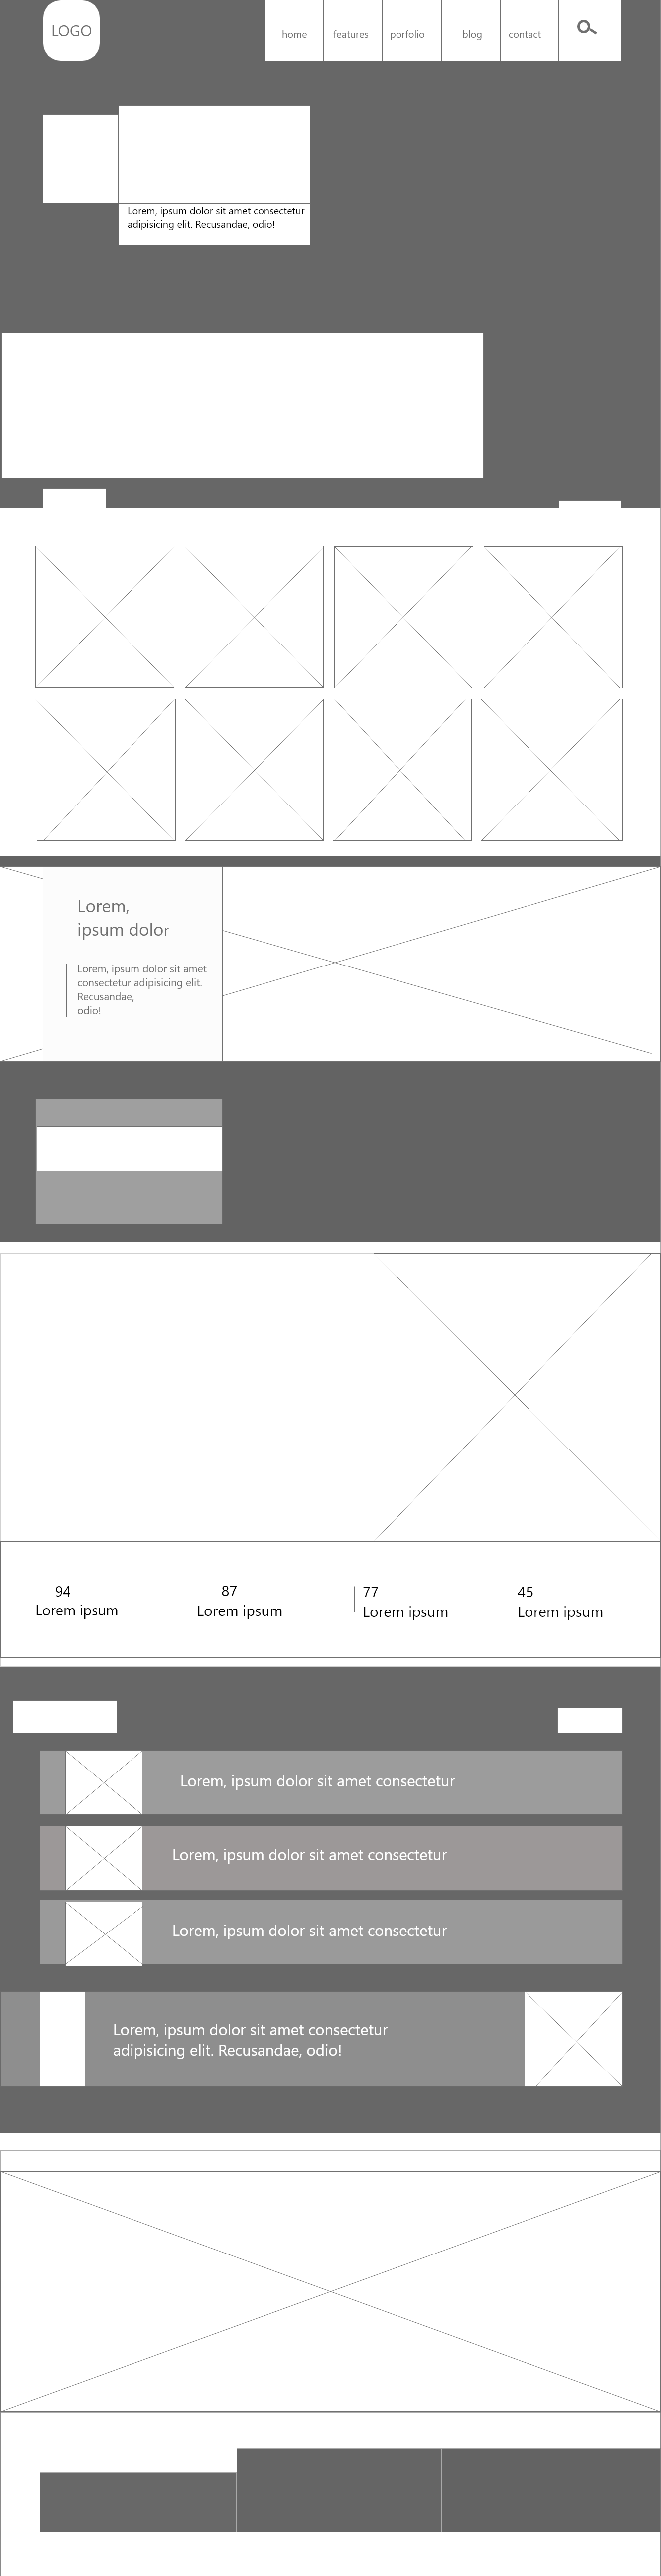 LOGO
home features porfolio blog contact
Lorem, ipsum dolor sit amet consectetur
adipisicing elit. Recusandae, odio!
Lorem,
ipsum dolor
Lorem, ipsum dolor sit amet
consectetur adipisicing elit.
Recusandae,
odio!
94
Lorem ipsum
87
Lorem ipsum
77
Lorem ipsum
45
Lorem ipsum
Lorem, ipsum dolor sit amet consectetur
Lorem, ipsum dolor sit amet consectetur
Lorem, ipsum dolor sit amet consectetur
Lorem, ipsum dolor sit amet consectetur
adipisicing elit. Recusandae, odio!